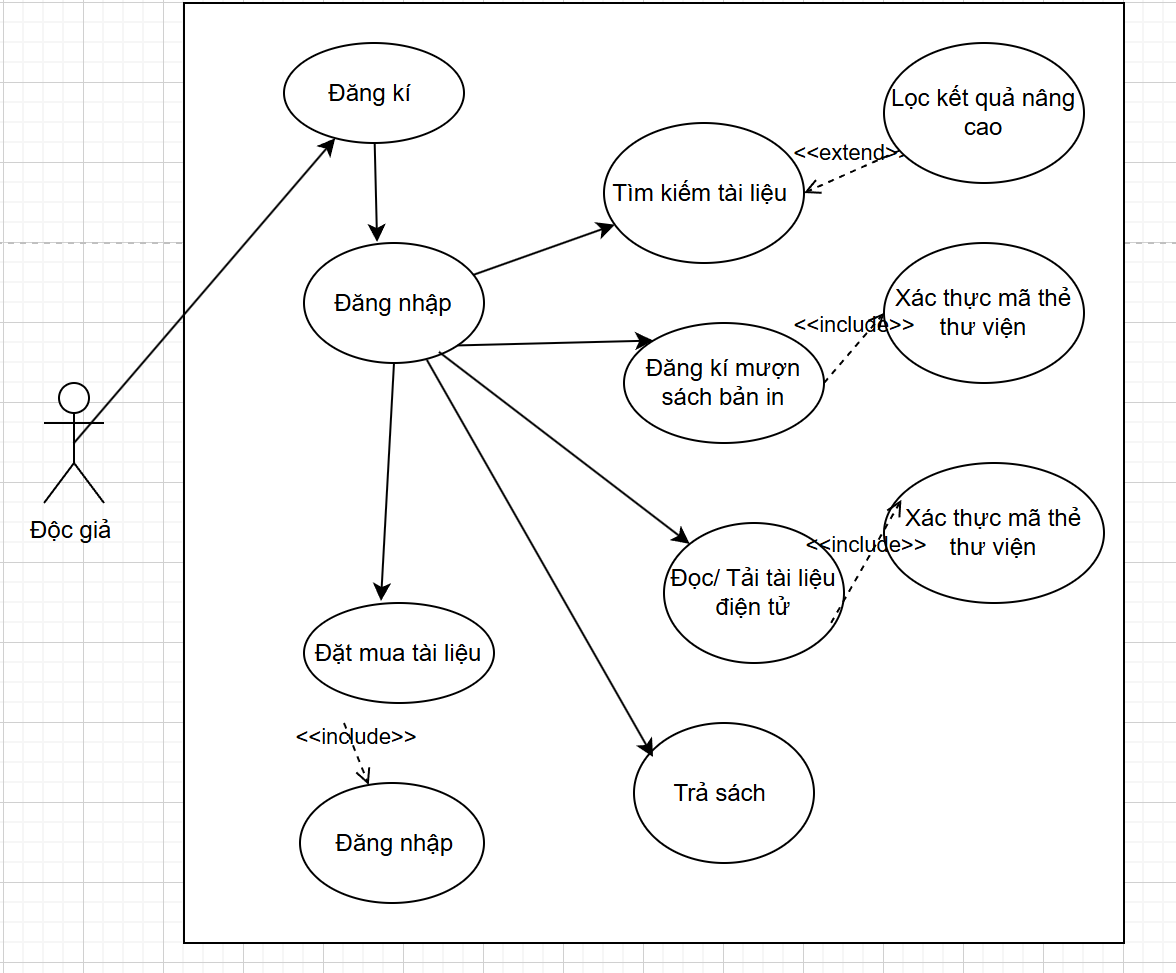 Đăng kí
Lọc kết quả nâng
cao
<<extend>>
Tìm kiếm tài liệu
Đăng nhập
Xác thực mã thẻ
thư viện
<<include>>
Đăng kí mượn
sách bản in
Độc giả
Xác thực mã thẻ
thư viện
<<include>>
Đọc/ Tải tài liệu
điện tử
Đặt mua tài liệu
<<include>>
Trả sách
Đăng nhập